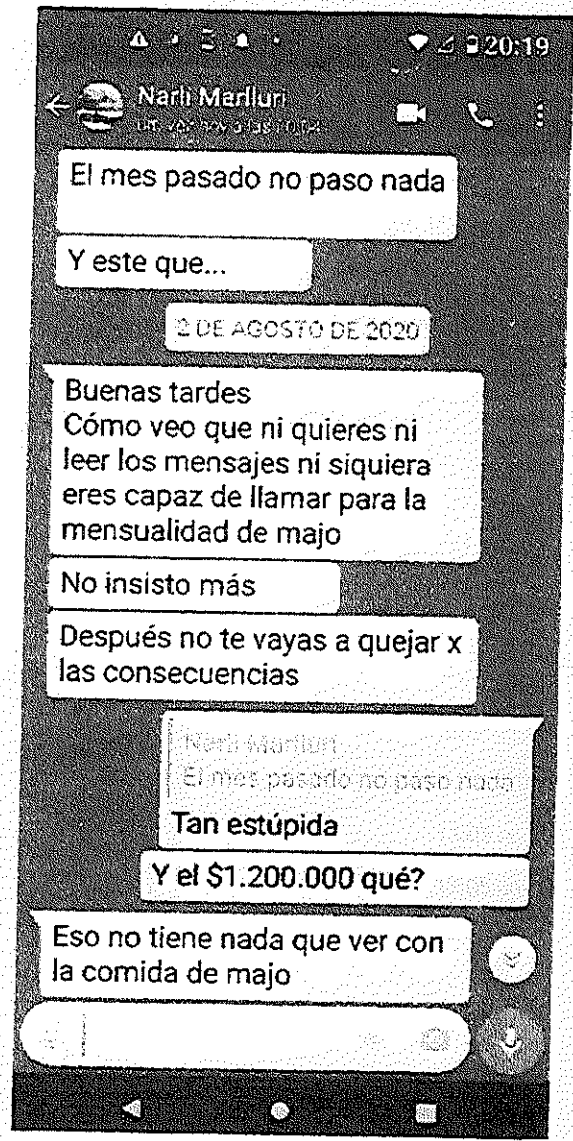 20:19
Narli Marlluri
El mes pasado no paso nada
Y este que...
2 DE AGOSTO DE 2020
Buenas tardes
Cómo veo que ni quieres ni
leer los mensajes ni siquiera
eres capaz de llamar para la
mensualidad de majo
No insisto más
Después no te vayas a quejar x
las consecuencias
Narli Marlluri
El mes pasado no paso nada
Tan estúpida
Y el $1.200.000 qué?
Eso no tiene nada que ver con
la comida de majo